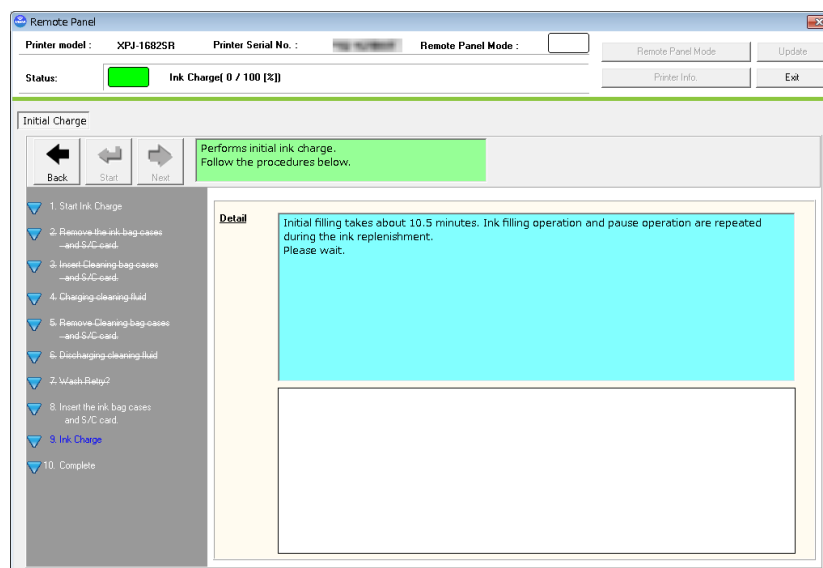 Remote Panel
Printer model : XPJ-1682SR Printer Serial No. : Remote Panel Mode :
Remote Panel Mode Update
Status: Ink Charge( 0 / 100 [%])
Printer Info. Exit
Initial Charge
Back Start Next
Performs initial ink charge.
Follow the procedures below.
1. Start Ink Charge
2. Remove the ink bag cases
and S/C card.
3. Insert Cleaning bag cases
and S/C card.
4. Charging cleaning fluid
5. Remove Cleaning bag cases
and S/C card.
6. Discharging cleaning fluid
7. Wash Retry?
8. Insert the ink bag cases
and S/C card.
9. Ink Charge
10. Complete
Detail
Initial filling takes about 10.5 minutes. Ink filling operation and pause operation are repeated
during the ink replenishment.
Please wait.